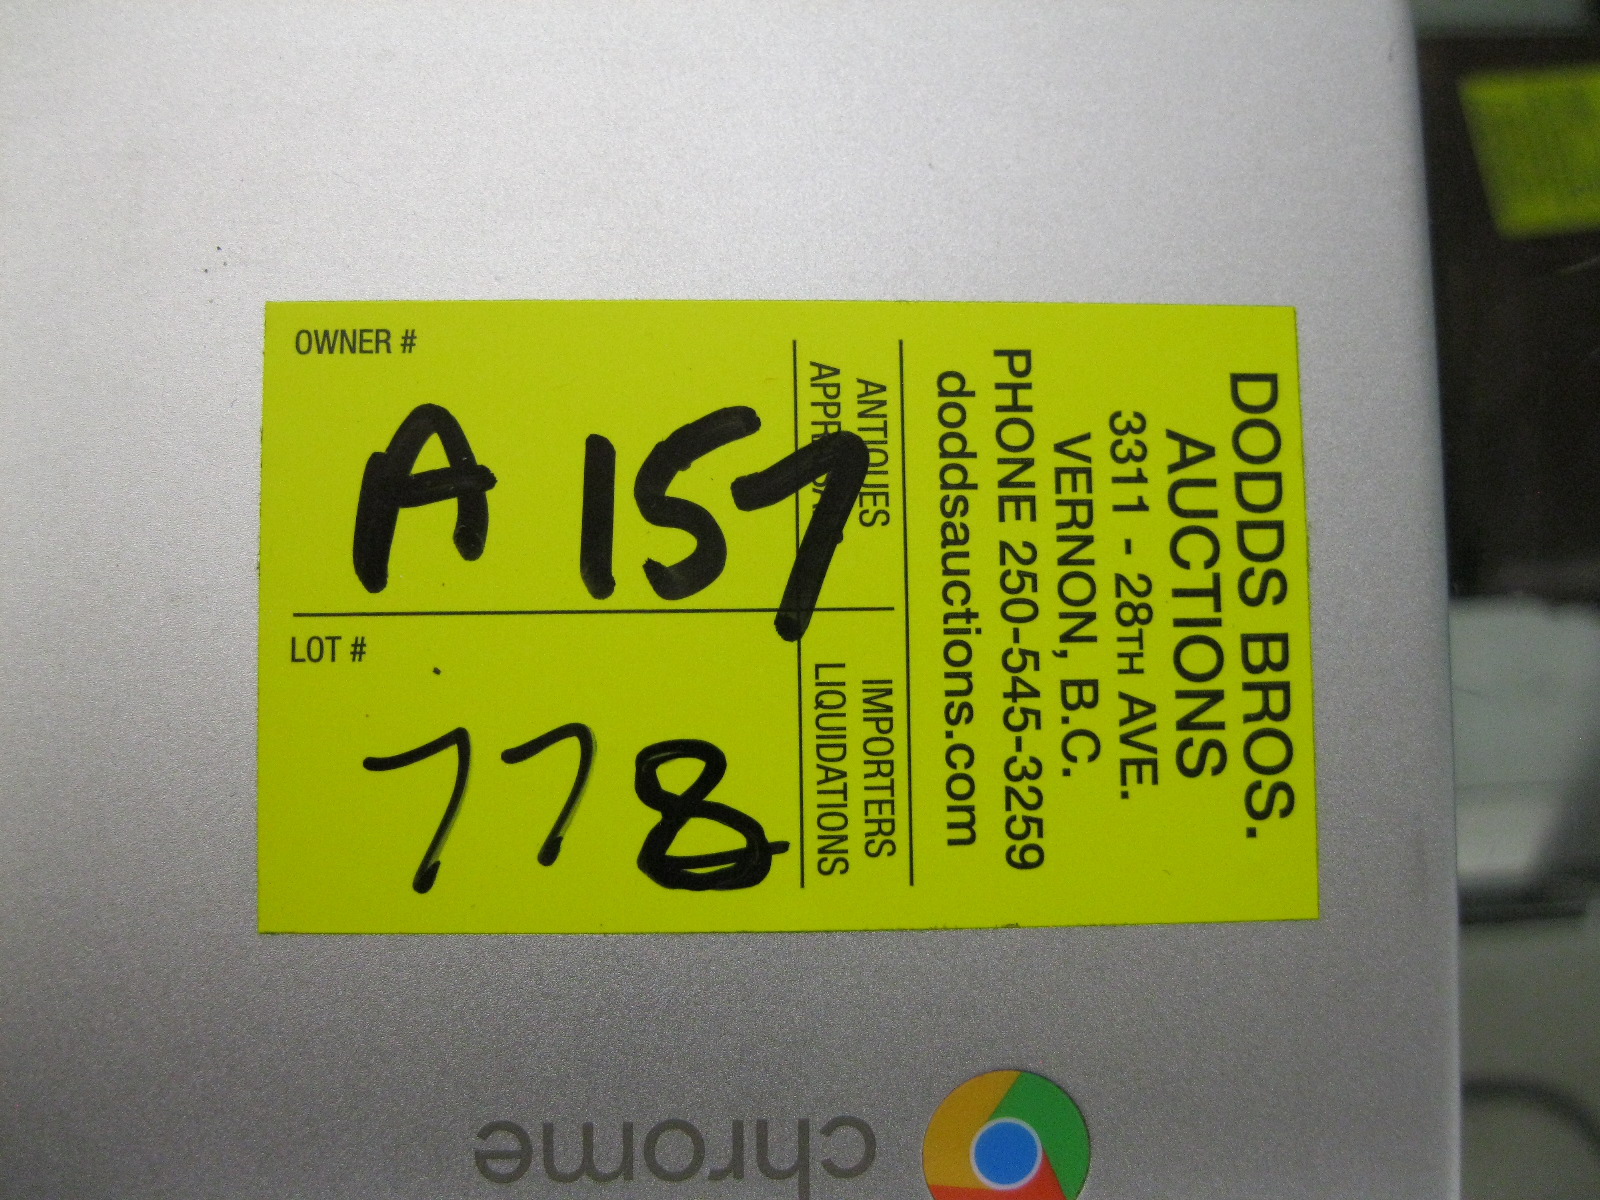 OWNER #
A 157
LOT #
778
ANTIQUES
IMPORTERS
LIQUIDATIONS
DODDS BROS.
AUCTIONS
3311 - 28TH AVE.
VERNON, B.C.
PHONE 250-545-3259
doddsauctions.com
chrome